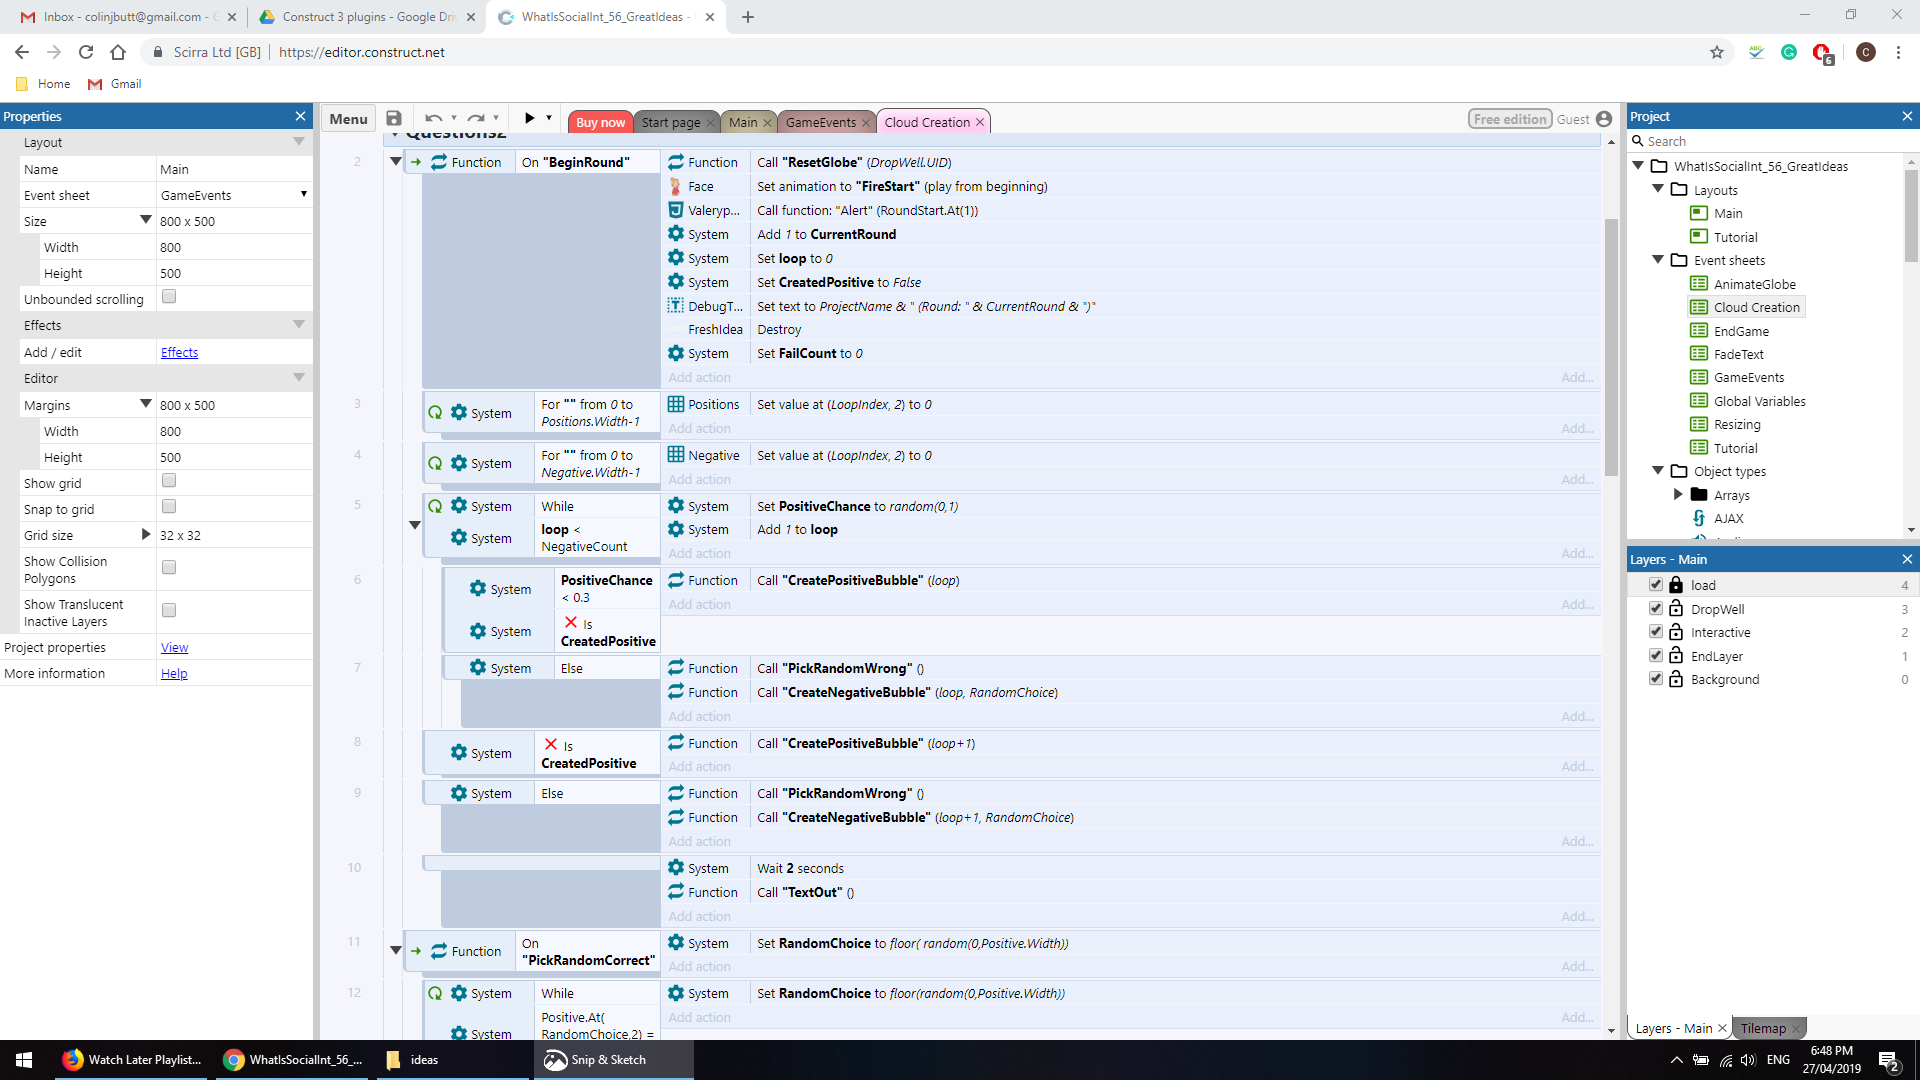 Inbox - colinjbutt@gmail.com - G
Construct 3 plugins - Google Driv
WhatIsSocialInt_56_GreatIdeas -
Scirra Ltd [GB] | https://editor.construct.net
ABC
6
C
Home
Gmail
Properties
Layout
Name Main
Event sheet GameEvents
Size 800 x 500
Width 800
Height 500
Unbounded scrolling
Effects
Add / edit Effects
Editor
Margins 800 x 500
Width 800
Height 500
Show grid
Snap to grid
Grid size 32 x 32
Show Collision
Polygons
Show Translucent
Inactive Layers
Project properties View
More information Help
Menu
Buy now
Start page
Main
GameEvents
Cloud Creation
Free edition Guest
Questions2
2
Function On "BeginRound"
Function Call "ResetGlobe" (DropWell.UID)
Face Set animation to "FireStart" (play from beginning)
Valeryp... Call function: "Alert" (RoundStart.At(1))
System Add 1 to CurrentRound
System Set loop to 0
System Set CreatedPositive to False
DebugT... Set text to ProjectName & " (Round: " & CurrentRound & ")"
FreshIdea Destroy
System Set FailCount to 0
Add action Add...
3
System For "" from 0 to
Positions.Width-1
Positions Set value at (LoopIndex, 2) to 0
Add action Add...
4
System For "" from 0 to
Negative.Width-1
Negative Set value at (LoopIndex, 2) to 0
Add action Add...
5
System While
System loop <
NegativeCount
System Set PositiveChance to random(0,1)
System Add 1 to loop
Add action Add...
6
System PositiveChance
< 0.3
System Is
CreatedPositive
Function Call "CreatePositiveBubble" (loop)
Add action Add...
7
System Else
Function Call "PickRandomWrong" ()
Function Call "CreateNegativeBubble" (loop, RandomChoice)
Add action Add...
8
System Is
CreatedPositive
Function Call "CreatePositiveBubble" (loop+1)
Add action Add...
9
System Else
Function Call "PickRandomWrong" ()
Function Call "CreateNegativeBubble" (loop+1, RandomChoice)
Add action Add...
10
System Wait 2 seconds
Function Call "TextOut" ()
Add action Add...
11
Function On
"PickRandomCorrect"
System Set RandomChoice to floor( random(0,Positive.Width))
Add action Add...
12
System While
System Positive.At(
RandomChoice,2) =
System Set RandomChoice to floor(random(0,Positive.Width))
Add action Add...
Project
Search
WhatIsSocialInt_56_GreatIdeas
Layouts
Main
Tutorial
Event sheets
AnimateGlobe
Cloud Creation
EndGame
FadeText
GameEvents
Global Variables
Resizing
Tutorial
Object types
Arrays
AJAX
Layers - Main
load 4
DropWell 3
Interactive 2
EndLayer 1
Background 0
Layers - Main
Tilemap
Watch Later Playlist...
WhatIsSocialInt_56_...
ideas
Snip & Sketch
ENG
6:48 PM
27/04/2019
2